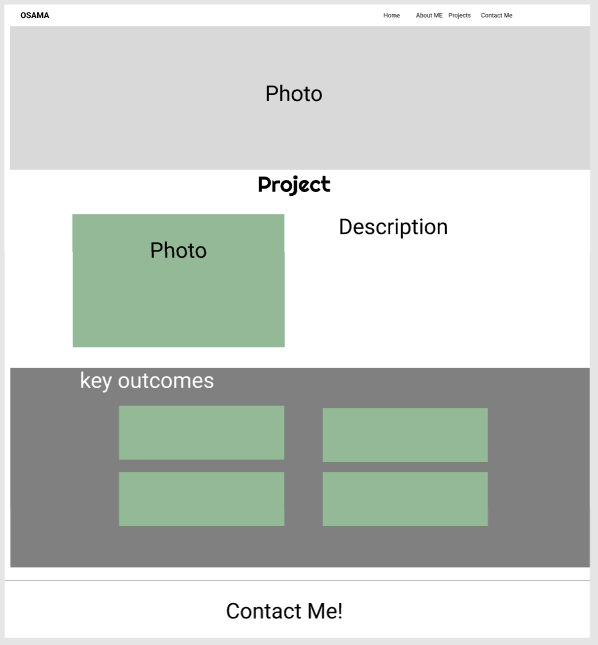 OSAMA Home About ME Projects Contact Me
Photo
Project
Photo
Description
key outcomes
Contact Me!